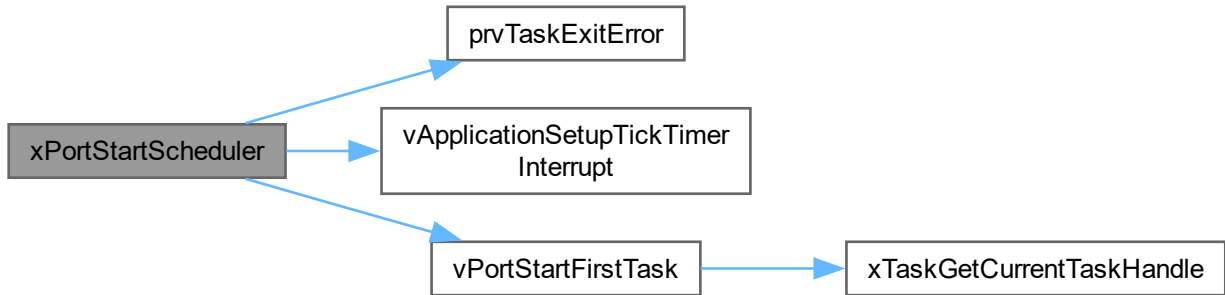 prvTaskExitError
xPortStartScheduler
vApplicationSetupTickTimer
Interrupt
vPortStartFirstTask
xTaskGetCurrentTaskHandle